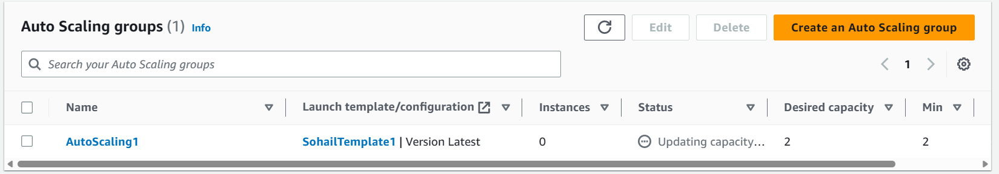 Auto Scaling groups (1) Info
Edit Delete Create an Auto Scaling group
Search your Auto Scaling groups
1
Name Launch template/configuration Instances Status Desired capacity Min
AutoScaling1 SohailTemplate1 | Version Latest 0 Updating capacity... 2 2